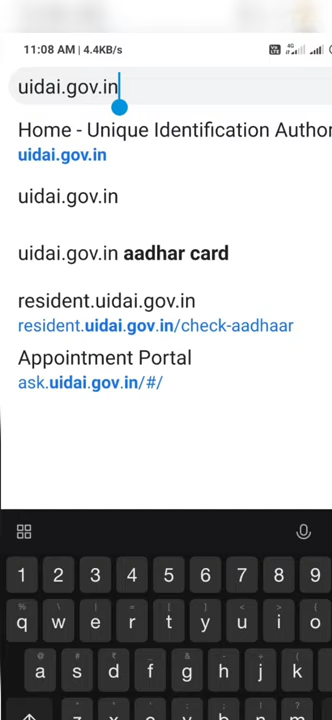 11:08 AM | 4.4KB/s
4G
uidai.gov.in
Home - Unique Identification Author
uidai.gov.in
uidai.gov.in
uidai.gov.in aadhar card
resident.uidai.gov.in
resident.uidai.gov.in/check-aadhaar
Appointment Portal
ask.uidai.gov.in/#/
1 2 3 4 5 6 7 8 9
% \ | = [ ] < > {
q w e r t y u i o
@ # ₹ _ & - + (
a s d f g h j k
z x c v b n m